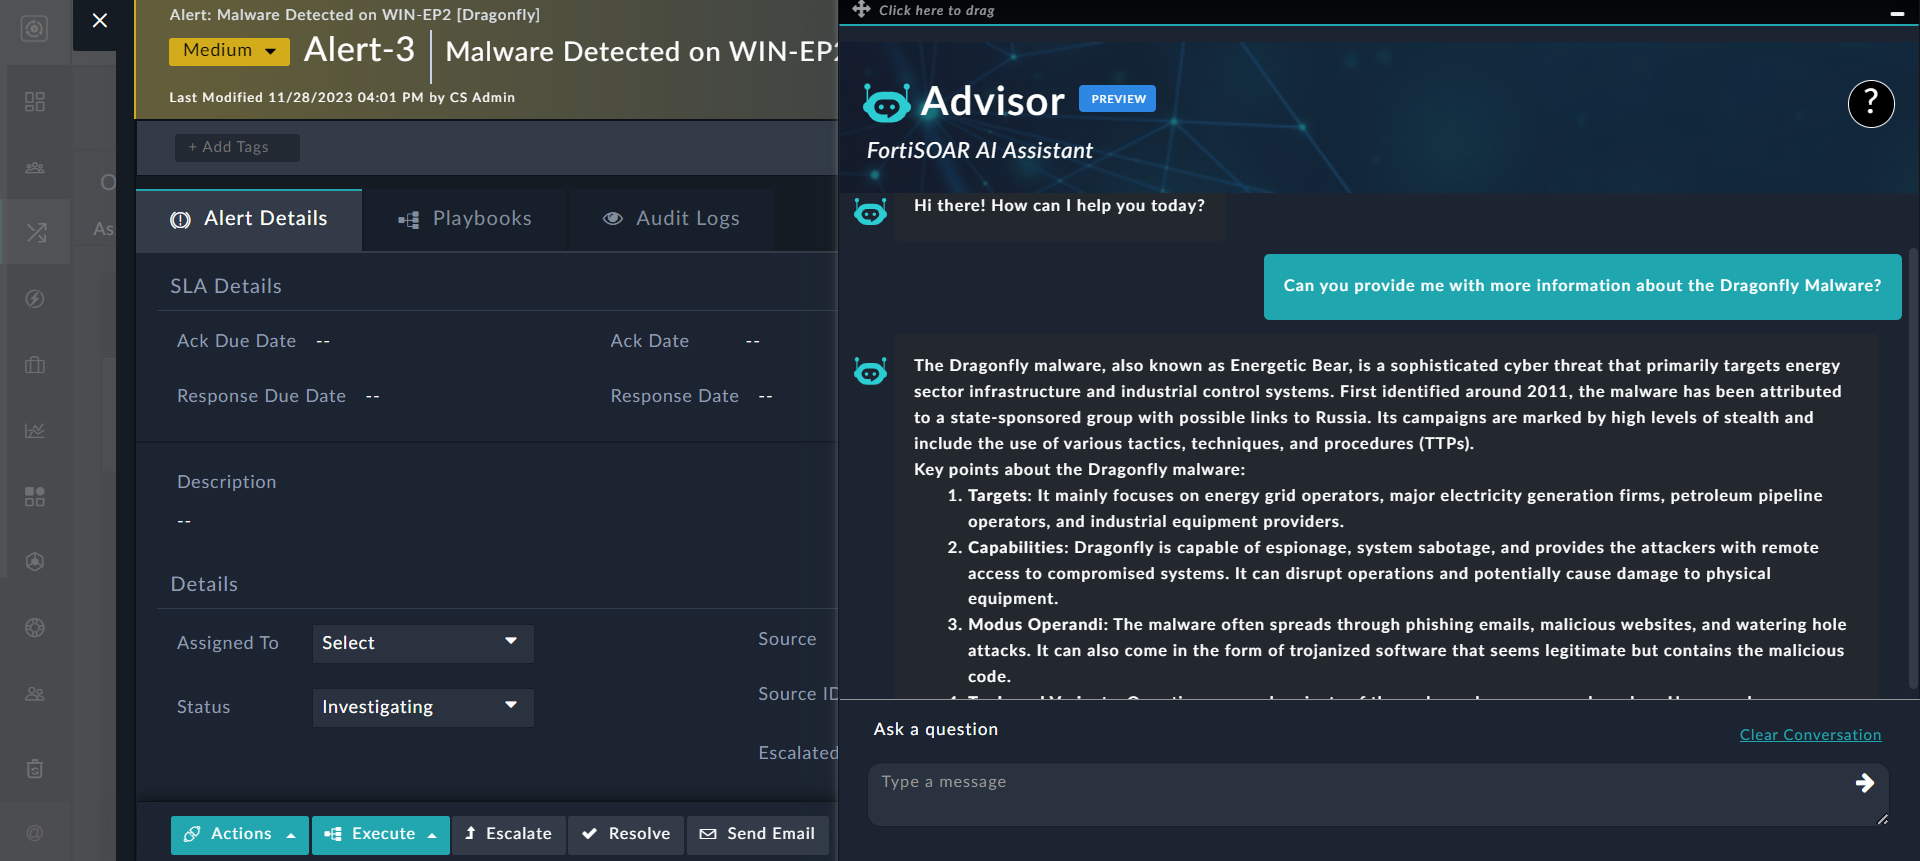 Alert: Malware Detected on WIN-EP2 [Dragonfly]
Medium
Alert-3
Malware Detected on WIN-EP2
Last Modified 11/28/2023 04:01 PM by CS Admin
+ Add Tags
Alert Details
Playbooks
Audit Logs
SLA Details
Ack Due Date --
Ack Date --
Response Due Date --
Response Date --
Description
--
Details
Assigned To Select
Source
Status Investigating
Source ID
Escalated
Actions
Execute
Escalate
Resolve
Send Email
Click here to drag
Advisor PREVIEW
?
FortiSOAR AI Assistant
Hi there! How can I help you today?
Can you provide me with more information about the Dragonfly Malware?
The Dragonfly malware, also known as Energetic Bear, is a sophisticated cyber threat that primarily targets energy
sector infrastructure and industrial control systems. First identified around 2011, the malware has been attributed
to a state-sponsored group with possible links to Russia. Its campaigns are marked by high levels of stealth and
include the use of various tactics, techniques, and procedures (TTPs).
Key points about the Dragonfly malware:
1. Targets: It mainly focuses on energy grid operators, major electricity generation firms, petroleum pipeline
operators, and industrial equipment providers.
2. Capabilities: Dragonfly is capable of espionage, system sabotage, and provides the attackers with remote
access to compromised systems. It can disrupt operations and potentially cause damage to physical
equipment.
3. Modus Operandi: The malware often spreads through phishing emails, malicious websites, and watering hole
attacks. It can also come in the form of trojanized software that seems legitimate but contains the malicious
code.
Ask a question
Clear Conversation
Type a message